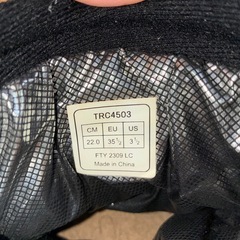 TRC4503
CM EU US
22.0 35½ 3½
FTY 2309 LC
Made in China